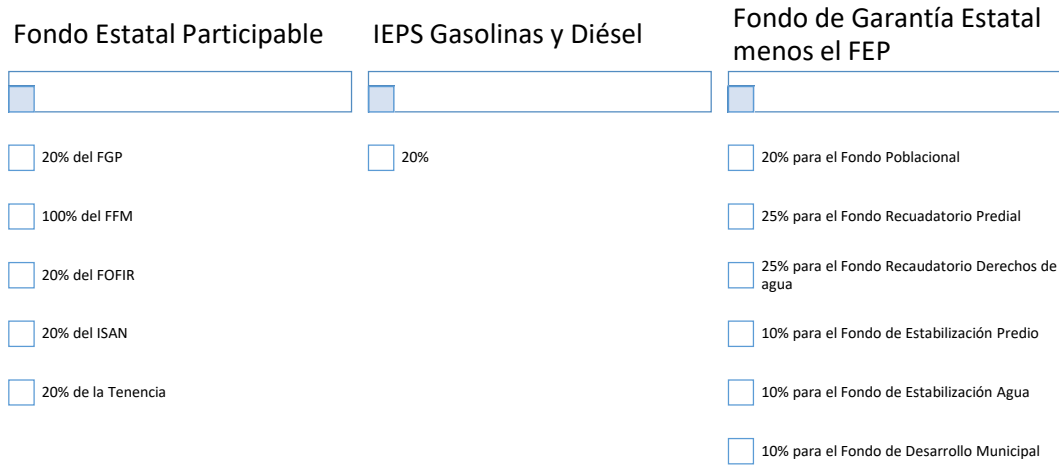 Fondo Estatal Participable
20% del FGP
100% del FFM
20% del FOFIR
20% del ISAN
20% de la Tenencia
IEPS Gasolinas y Diésel
20%
Fondo de Garantía Estatal
menos el FEP
20% para el Fondo Poblacional
25% para el Fondo Recuadatorio Predial
25% para el Fondo Recaudatorio Derechos de
agua
10% para el Fondo de Estabilización Predio
10% para el Fondo de Estabilización Agua
10% para el Fondo de Desarrollo Municipal